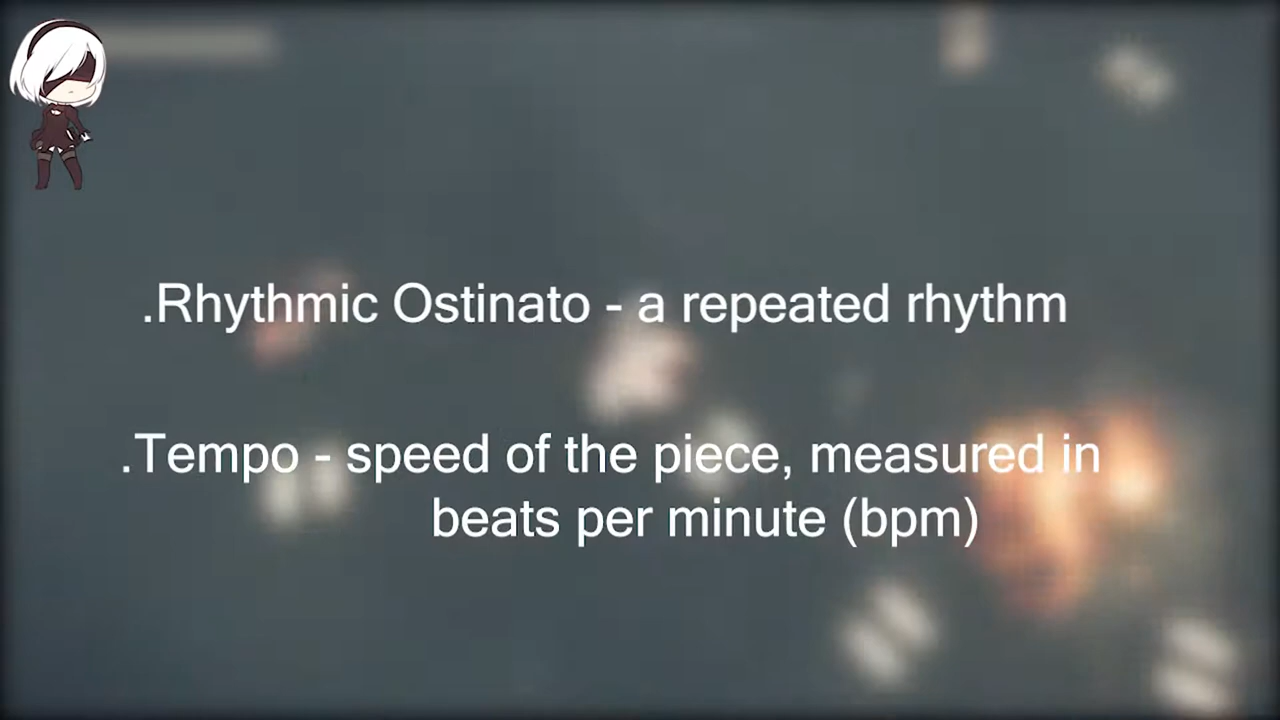 .Rhythmic Ostinato - a repeated rhythm
.Tempo - speed of the piece, measured in
beats per minute (bpm)